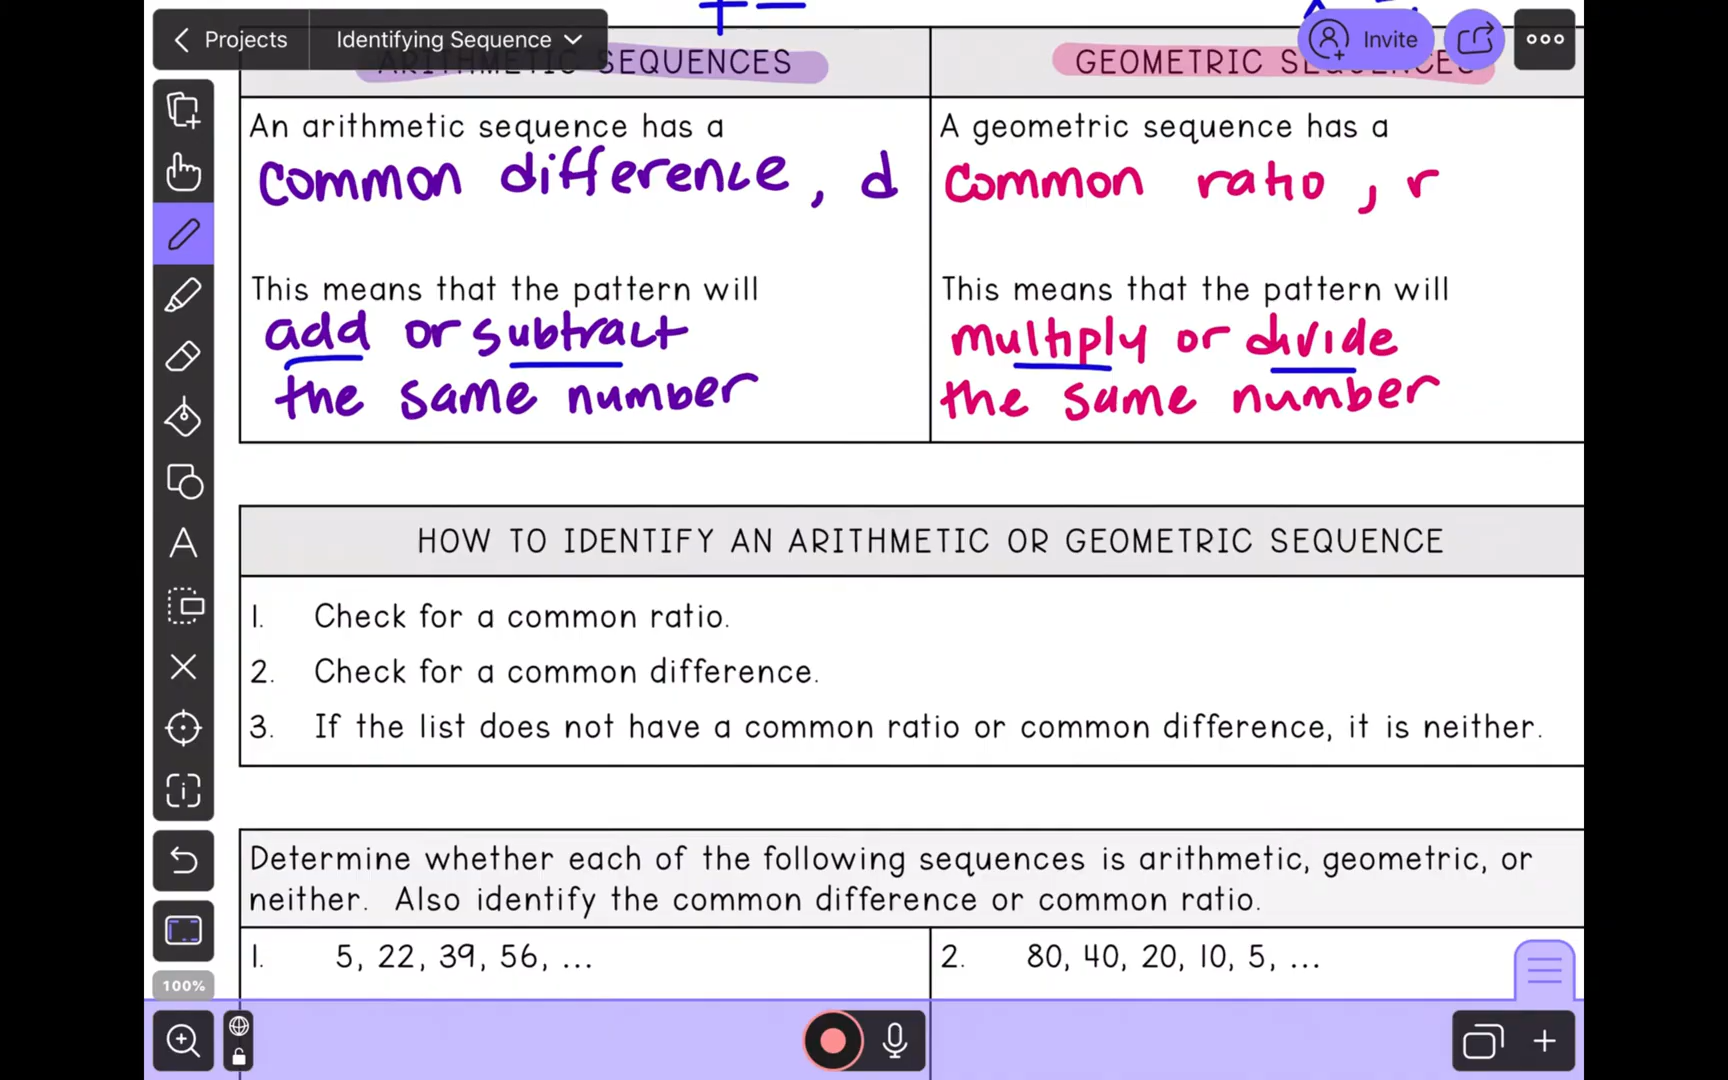 Projects
Identifying Sequence
Invite
ARITHMETIC SEQUENCES
GEOMETRIC SEQUENCES
An arithmetic sequence has a
common difference, d
This means that the pattern will
add or subtract
the same number
A geometric sequence has a
common ratio, r
This means that the pattern will
multiply or divide
the same number
HOW TO IDENTIFY AN ARITHMETIC OR GEOMETRIC SEQUENCE
1. Check for a common ratio.
2. Check for a common difference.
3. If the list does not have a common ratio or common difference, it is neither.
Determine whether each of the following sequences is arithmetic, geometric, or
neither. Also identify the common difference or common ratio.
1. 5, 22, 39, 56, ...
2. 80, 40, 20, 10, 5, ...
100%